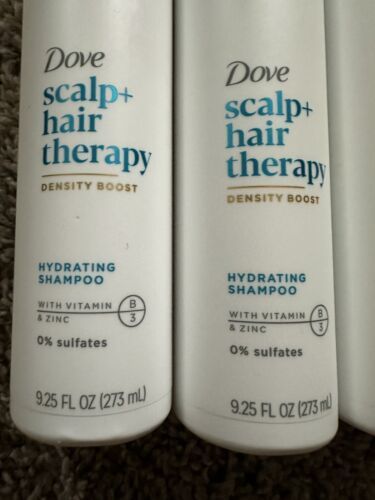 Dove
scalp+
hair
therapy
DENSITY BOOST
HYDRATING
SHAMPOO
WITH VITAMIN B
& ZINC 3
0% sulfates
9.25 FL OZ (273 mL)
Dove
scalp+
hair
therapy
DENSITY BOOST
HYDRATING
SHAMPOO
WITH VITAMIN B
& ZINC 3
0% sulfates
9.25 FL OZ (273 mL)